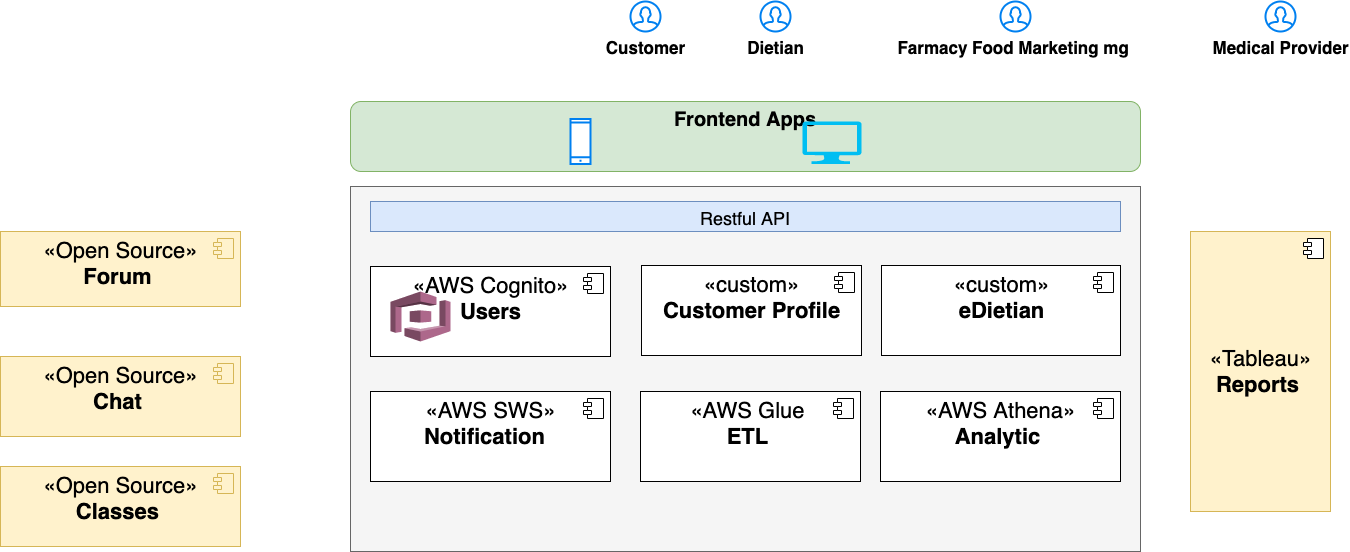 Customer
Dietian
Farmacy Food Marketing mg
Medical Provider
Frontend Apps
Restful API
«Open Source»
Forum
«AWS Cognito»
Users
«custom»
Customer Profile
«custom»
eDietian
«Open Source»
Chat
«AWS SWS»
Notification
«AWS Glue
ETL
«AWS Athena»
Analytic
«Tableau»
Reports
«Open Source»
Classes